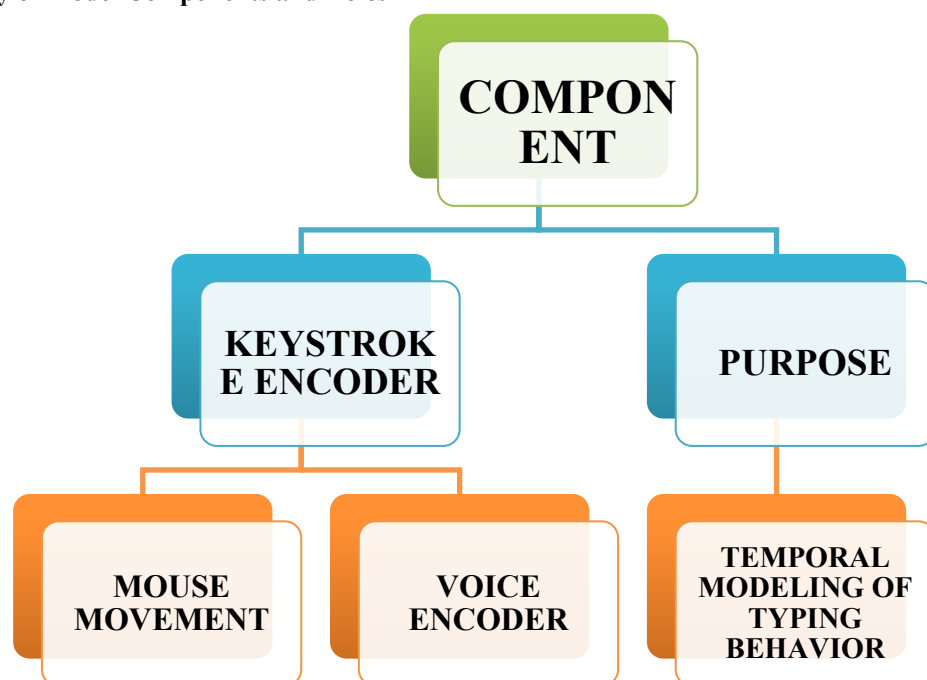 COMPON
ENT
KEYSTROK
E ENCODER
PURPOSE
MOUSE
MOVEMENT
VOICE
ENCODER
TEMPORAL
MODELING OF
TYPING
BEHAVIOR